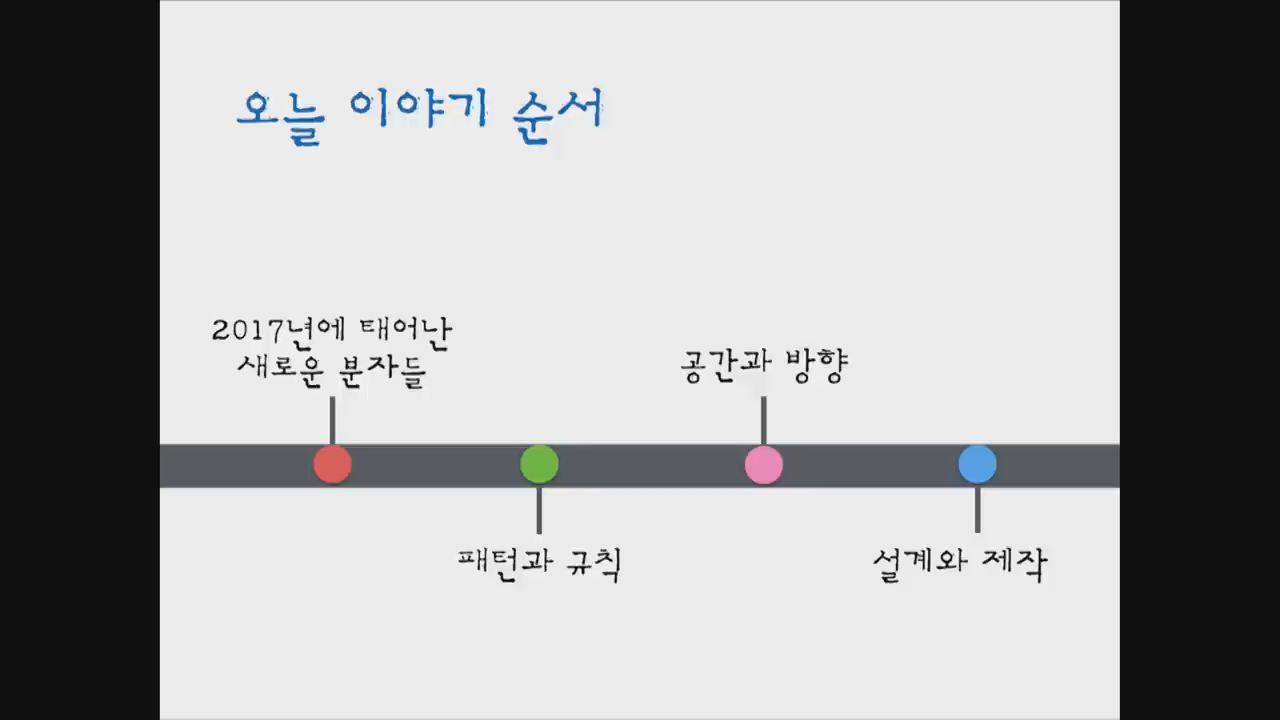 오늘 이야기 순서
2017년에 태어난
새로운 분자들
패턴과 규칙
공간과 방향
설계와 제작